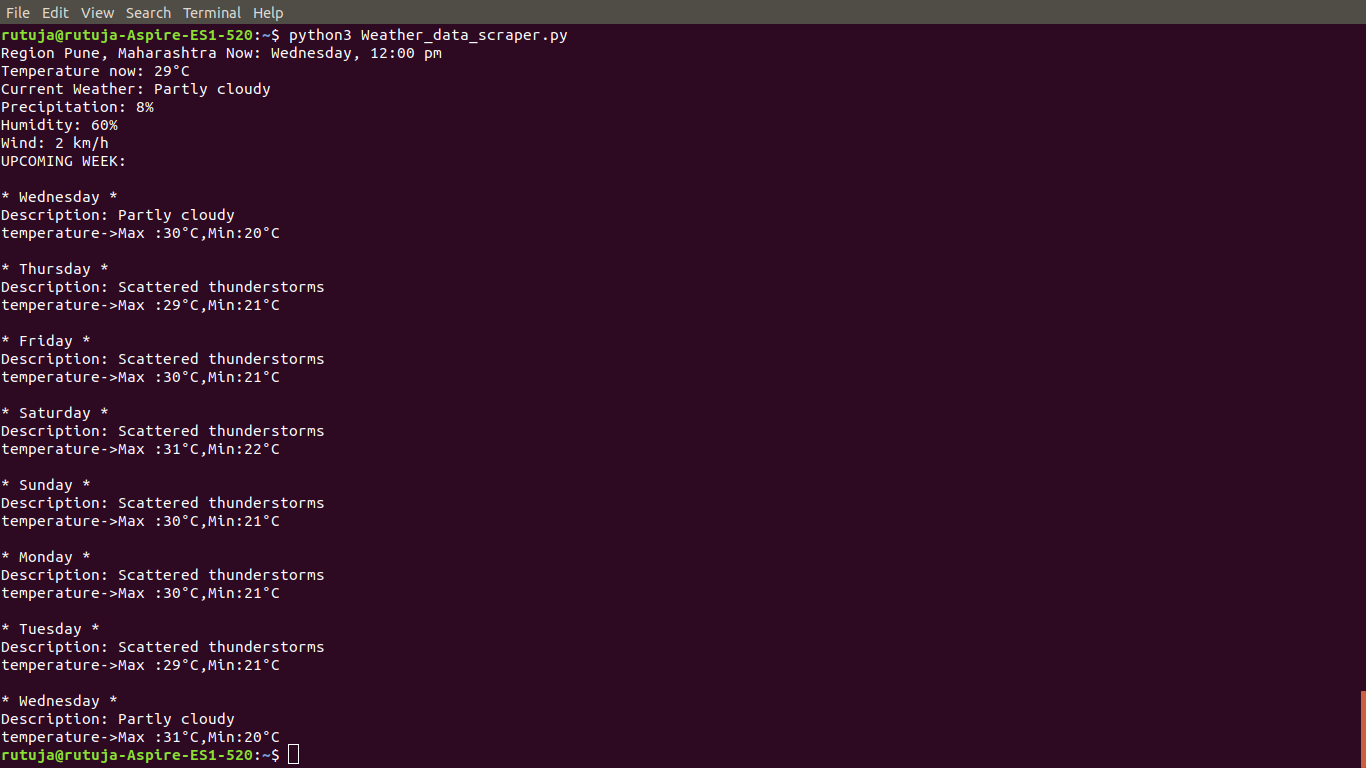 File Edit View Search Terminal Help
rutuja@rutuja-Aspire-ES1-520:~$ python3 Weather_data_scraper.py
Region Pune, Maharashtra Now: Wednesday, 12:00 pm
Temperature now: 29°C
Current Weather: Partly cloudy
Precipitation: 8%
Humidity: 60%
Wind: 2 km/h
UPCOMING WEEK:

* Wednesday *
Description: Partly cloudy
temperature->Max :30°C,Min:20°C

* Thursday *
Description: Scattered thunderstorms
temperature->Max :29°C,Min:21°C

* Friday *
Description: Scattered thunderstorms
temperature->Max :30°C,Min:21°C

* Saturday *
Description: Scattered thunderstorms
temperature->Max :31°C,Min:22°C

* Sunday *
Description: Scattered thunderstorms
temperature->Max :30°C,Min:21°C

* Monday *
Description: Scattered thunderstorms
temperature->Max :30°C,Min:21°C

* Tuesday *
Description: Scattered thunderstorms
temperature->Max :29°C,Min:21°C

* Wednesday *
Description: Partly cloudy
temperature->Max :31°C,Min:20°C
rutuja@rutuja-Aspire-ES1-520:~$